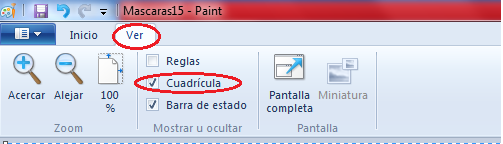 Mascaras15 - Paint
Inicio Ver
Acercar
Alejar
100
%
Zoom
Reglas
Cuadrícula
Barra de estado
Mostrar u ocultar
Pantalla
completa
Miniatura
Pantalla